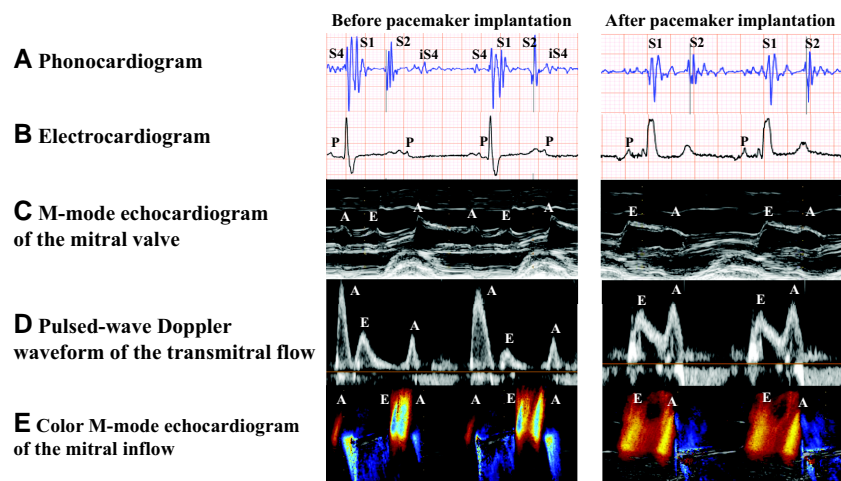 Before pacemaker implantation After pacemaker implantation
A Phonocardiogram
S4 S1 S2 iS4 S4 S1 S2 iS4 S1 S2 S1 S2
B Electrocardiogram
P P P P P P
C M-mode echocardiogram
of the mitral valve
A E A A E A E A E A
D Pulsed-wave Doppler
waveform of the transmitral flow
A E A A E A E A E A
E Color M-mode echocardiogram
of the mitral inflow
A E A A E A E A E A